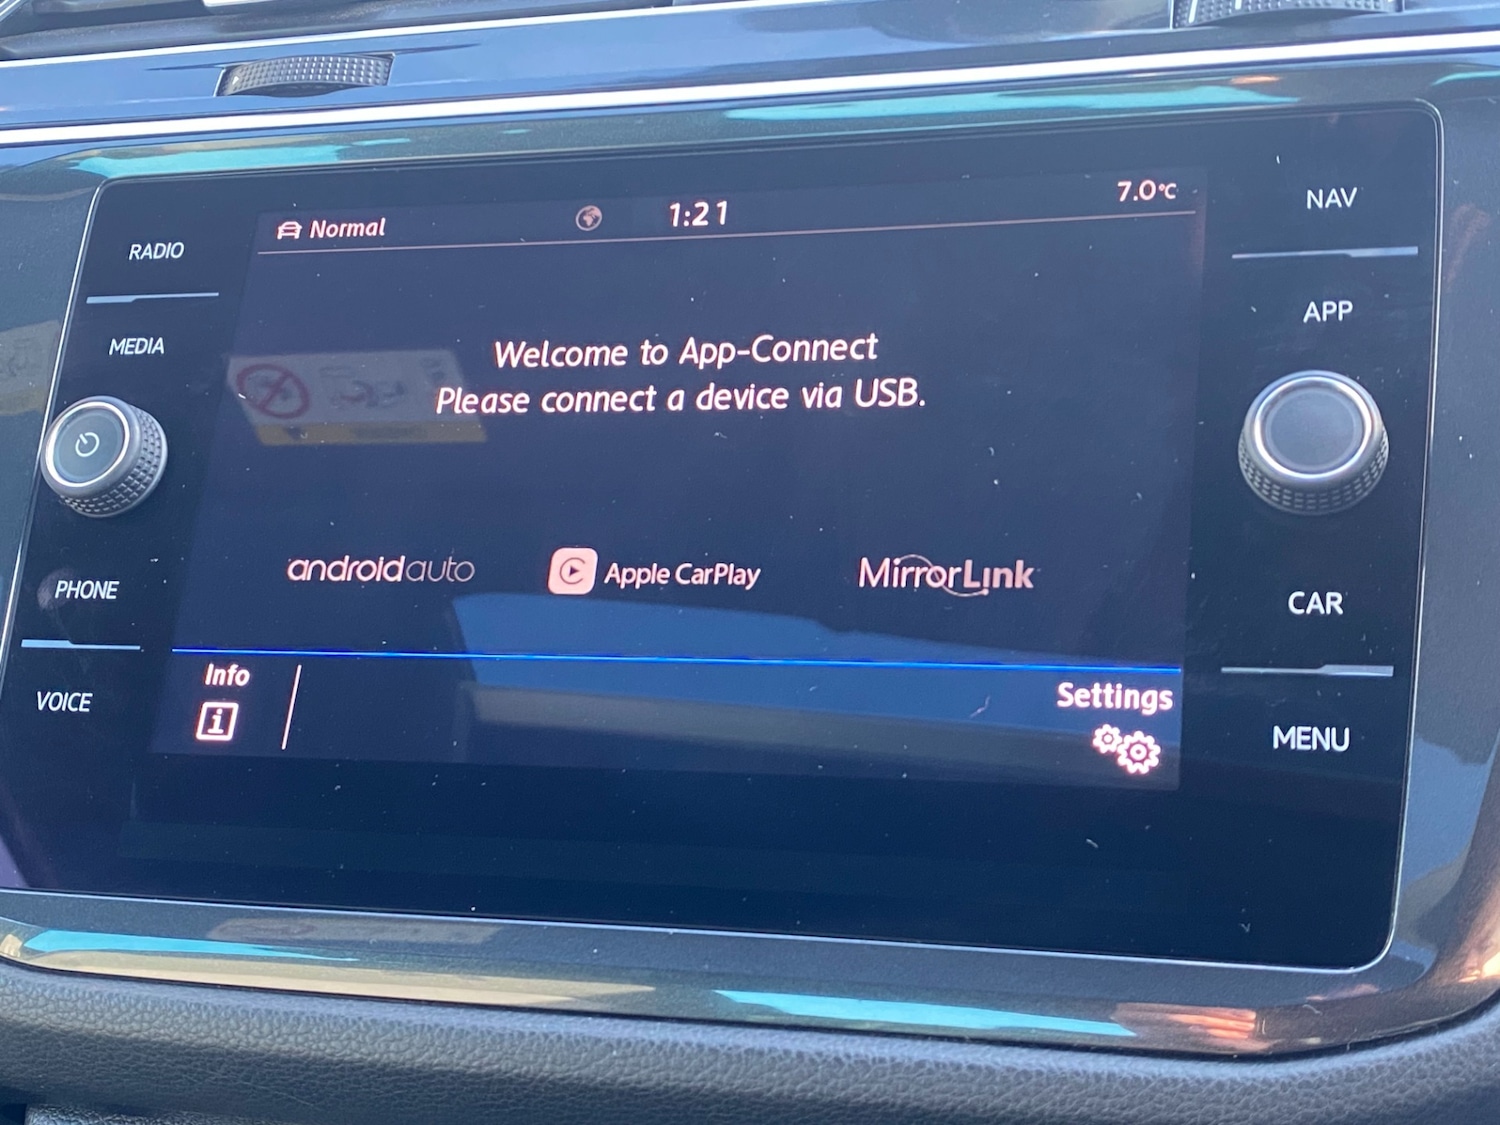 Normal
1:21
7.0°C
RADIO
MEDIA
PHONE
VOICE
Welcome to App-Connect
Please connect a device via USB.
androidauto
Apple CarPlay
MirrorLink
Info
i
Settings
NAV
APP
CAR
MENU